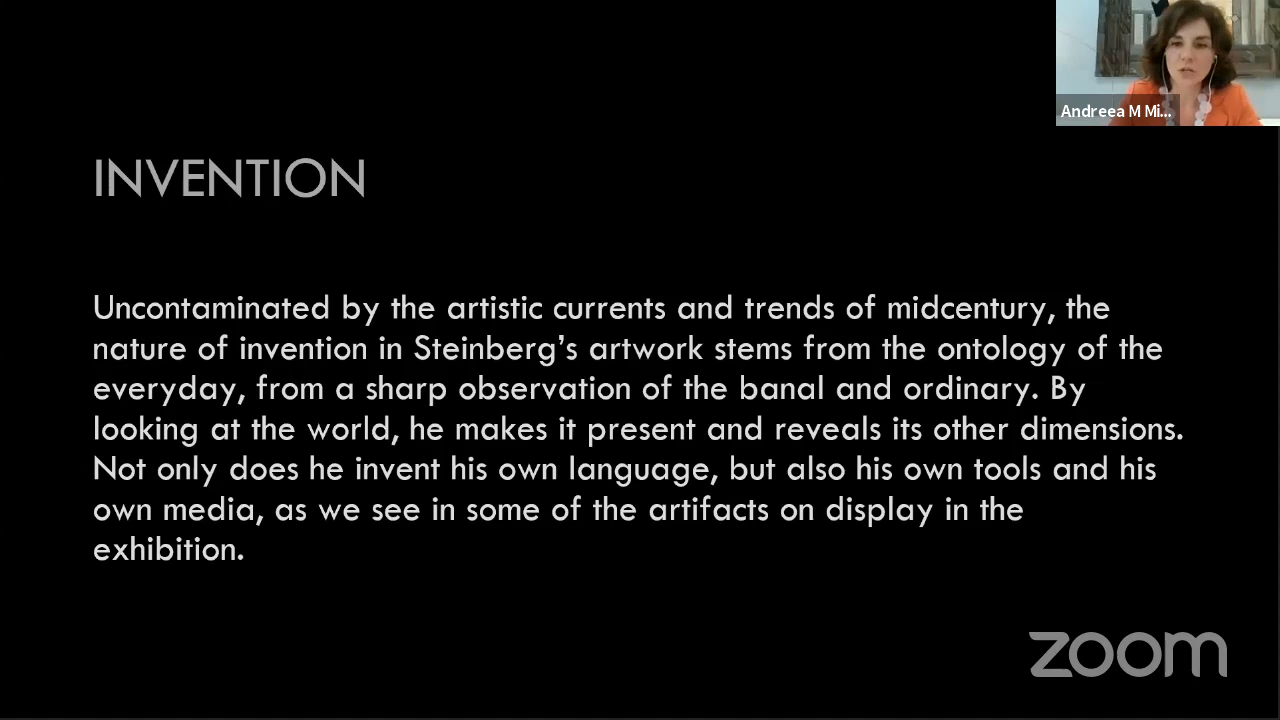 Andreea M Mi...
INVENTION
Uncontaminated by the artistic currents and trends of midcentury, the
nature of invention in Steinberg’s artwork stems from the ontology of the
everyday, from a sharp observation of the banal and ordinary. By
looking at the world, he makes it present and reveals its other dimensions.
Not only does he invent his own language, but also his own tools and his
own media, as we see in some of the artifacts on display in the
exhibition.
zoom